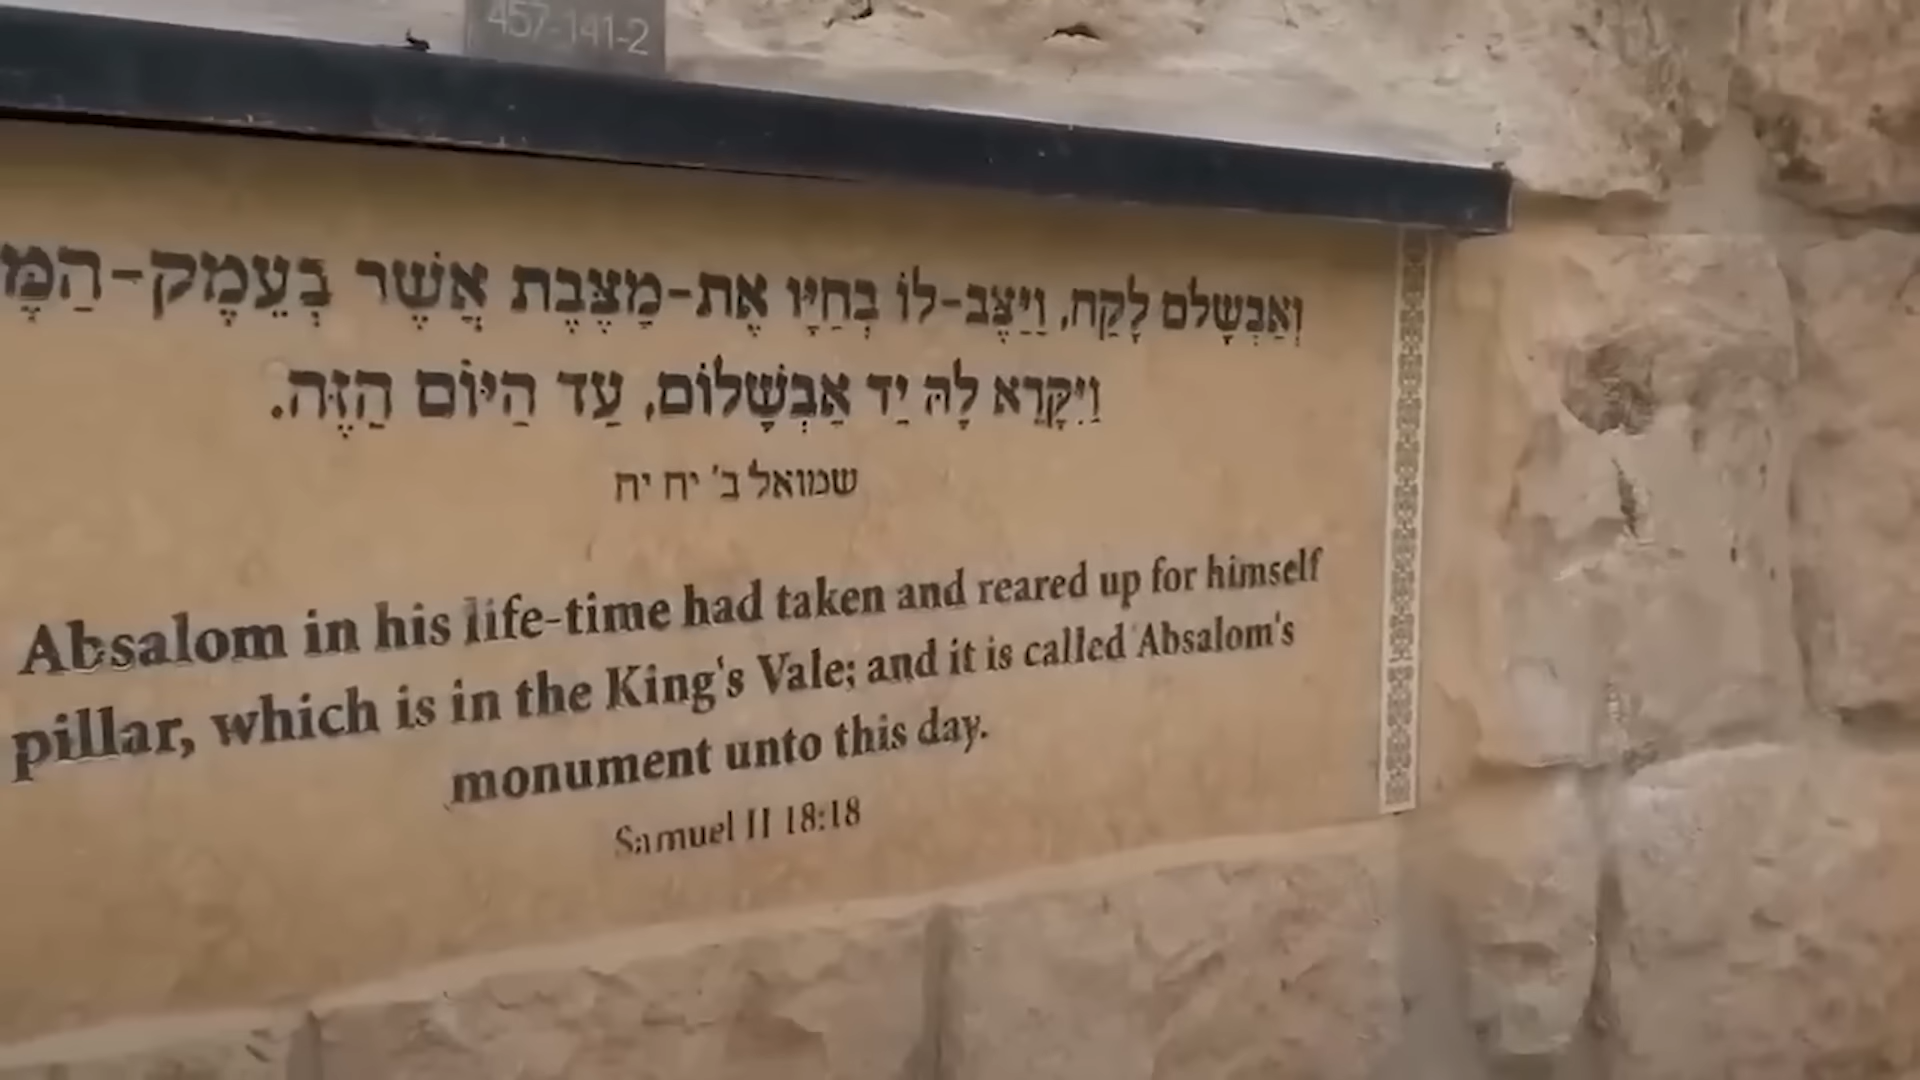 457-141-2
וְאַבְשָׁלֹם לָקַח, וַיַּצֶּב-לוֹ בְחַיָּו אֶת-מַצֶּבֶת אֲשֶׁר בְּעֵמֶק-
וַיִּקָּרֵא לָהּ יַד אַבְשָׁלוֹם, עַד הַיּוֹם הַזֶּה.
שמואל ב' יח יח
Absalom in his life-time had taken and reared up for himself
pillar, which is in the King's Vale; and it is called Absalom's
monument unto this day.
Samuel II 18:18